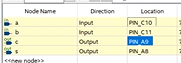 Node Name Direction Location
a Input PIN_C10
b Input PIN_C11
c Output PIN_A9
s Output PIN_A8
<<new node>>